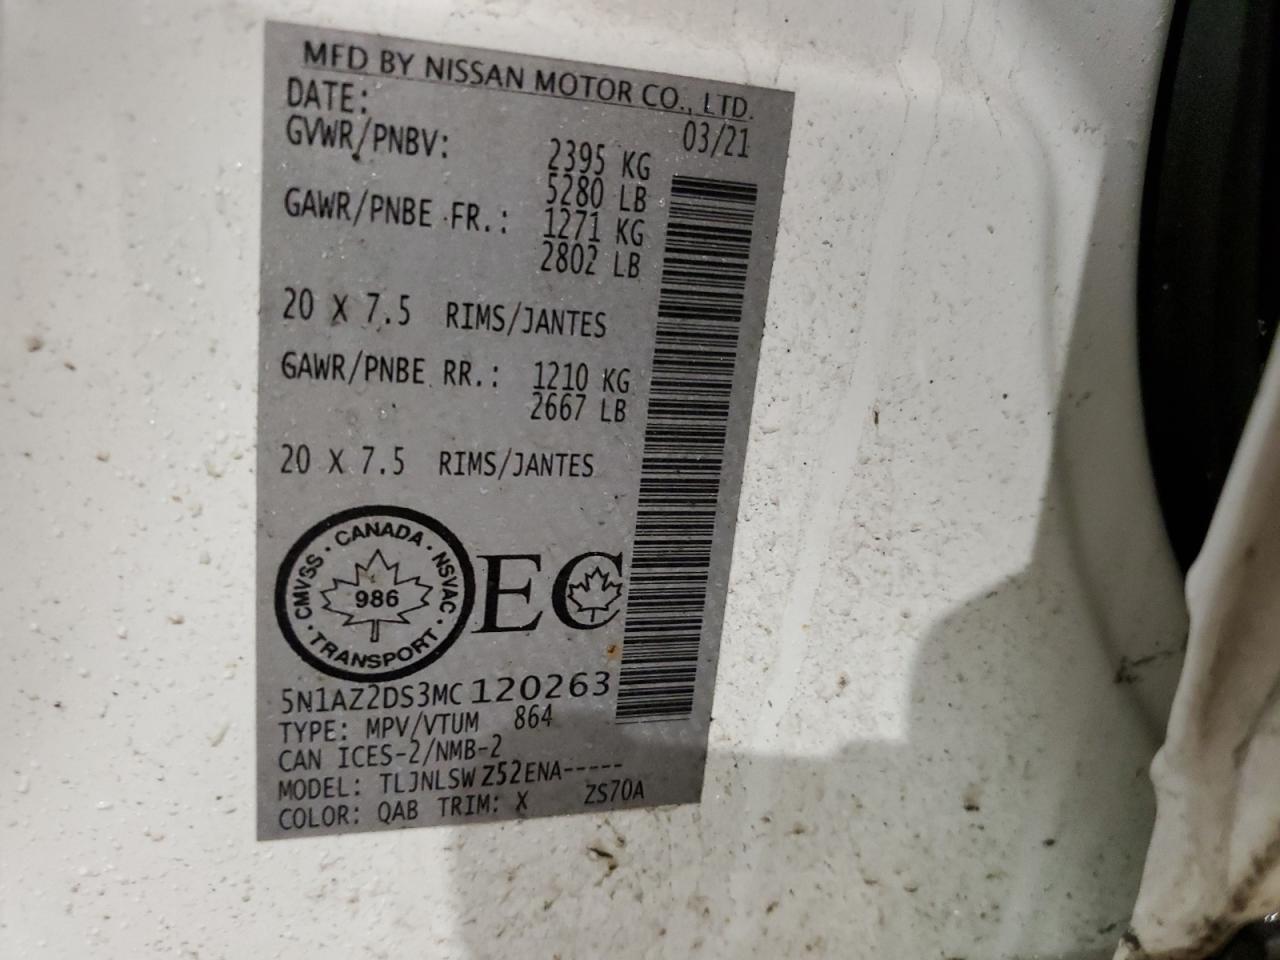 MFD BY NISSAN MOTOR CO., LTD.
DATE: 03/21
GVWR/PNBV: 2395 KG
5280 LB
GAWR/PNBE FR.: 1271 KG
2802 LB
20 X 7.5 RIMS/JANTES
GAWR/PNBE RR.: 1210 KG
2667 LB
20 X 7.5 RIMS/JANTES
CMVSS · CANADA · NSVAC · TRANSPORT ·
986
EC
5N1AZ2DS3MC120263
TYPE: MPV/VTUM 864
CAN ICES-2/NMB-2
MODEL: TLJNLSWZ52ENA-----
COLOR: QAB TRIM: X ZS70A